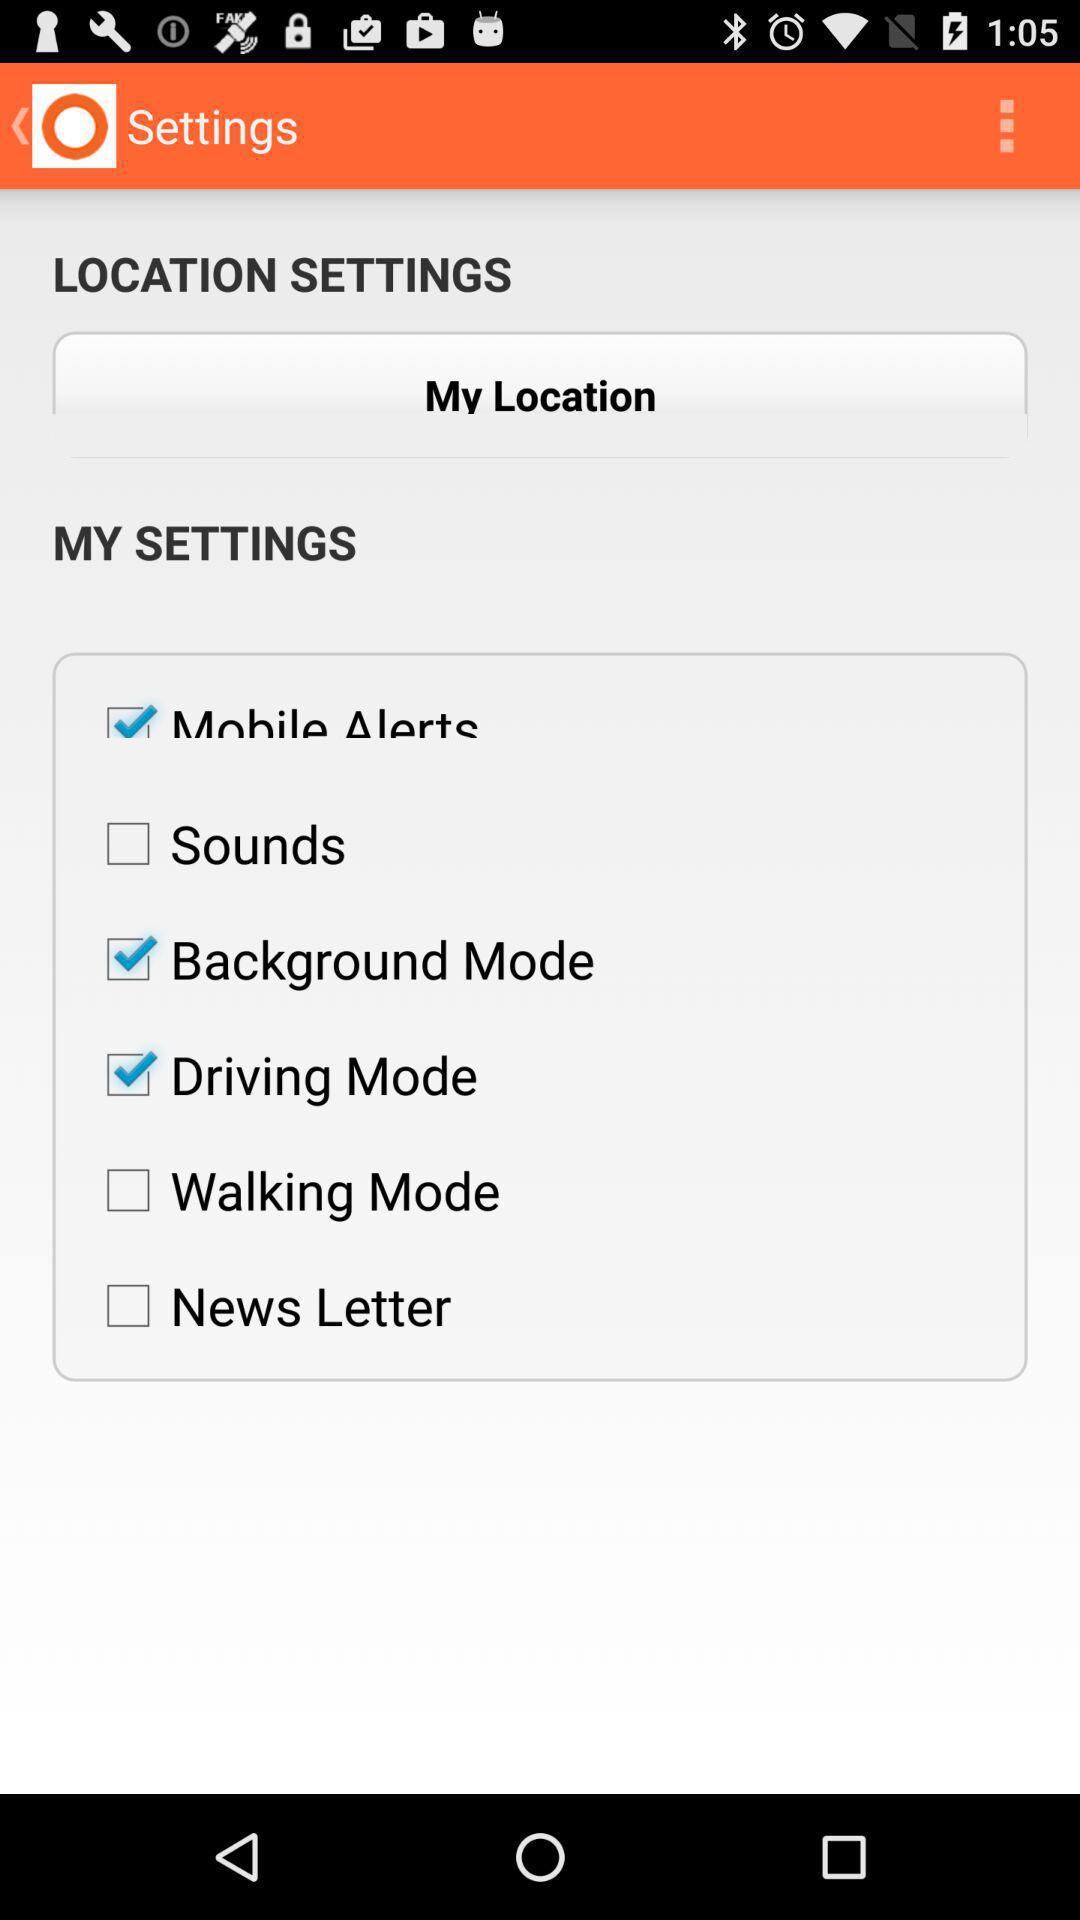 FAKE
1:05
Settings
LOCATION SETTINGS
My Location
MY SETTINGS
Mobile Alerts
Sounds
Background Mode
Driving Mode
Walking Mode
News Letter